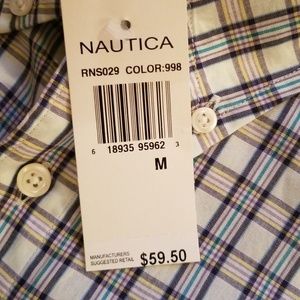 NAUTICA
RNS029 COLOR:998
6 18935 95962 3
M
MANUFACTURERS
SUGGESTED RETAIL $59.50